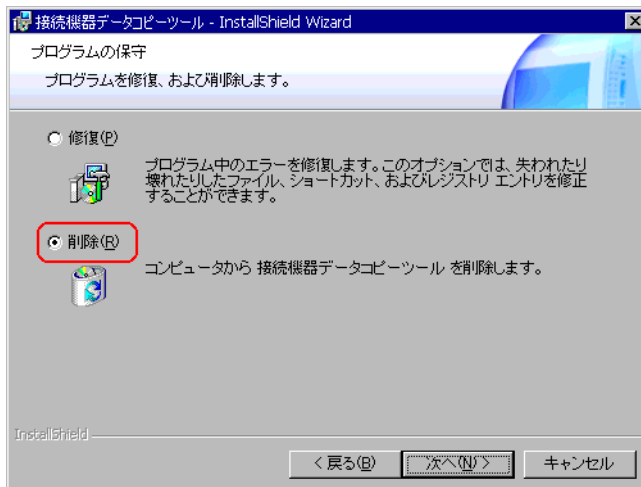 接続機器データコピーツール - InstallShield Wizard
プログラムの保守
プログラムを修復、および削除します。
修復(P)
プログラム中のエラーを修復します。このオプションでは、失われたり
壊れたりしたファイル、ショートカット、およびレジストリ エントリを修正
することができます。
削除(R)
コンピュータから 接続機器データコピーツール を削除します。
InstallShield
< 戻る(B) 次へ(N) > キャンセル